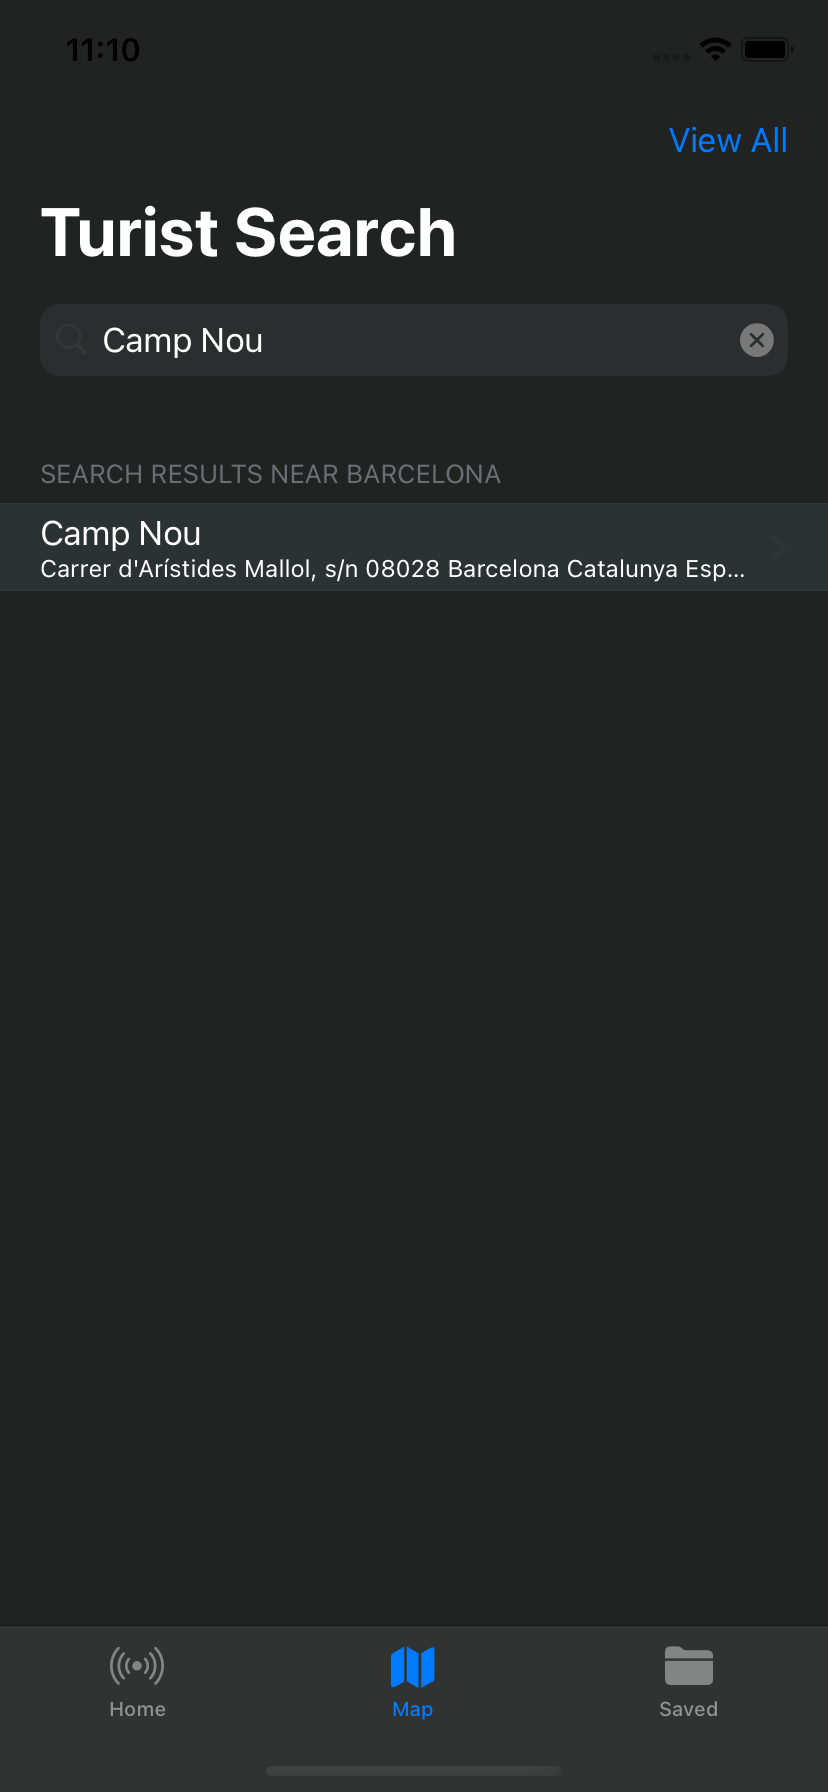 11:10
View All
Turist Search
Camp Nou
SEARCH RESULTS NEAR BARCELONA
Camp Nou
Carrer d'Arístides Mallol, s/n 08028 Barcelona Catalunya Esp...
Home
Map
Saved